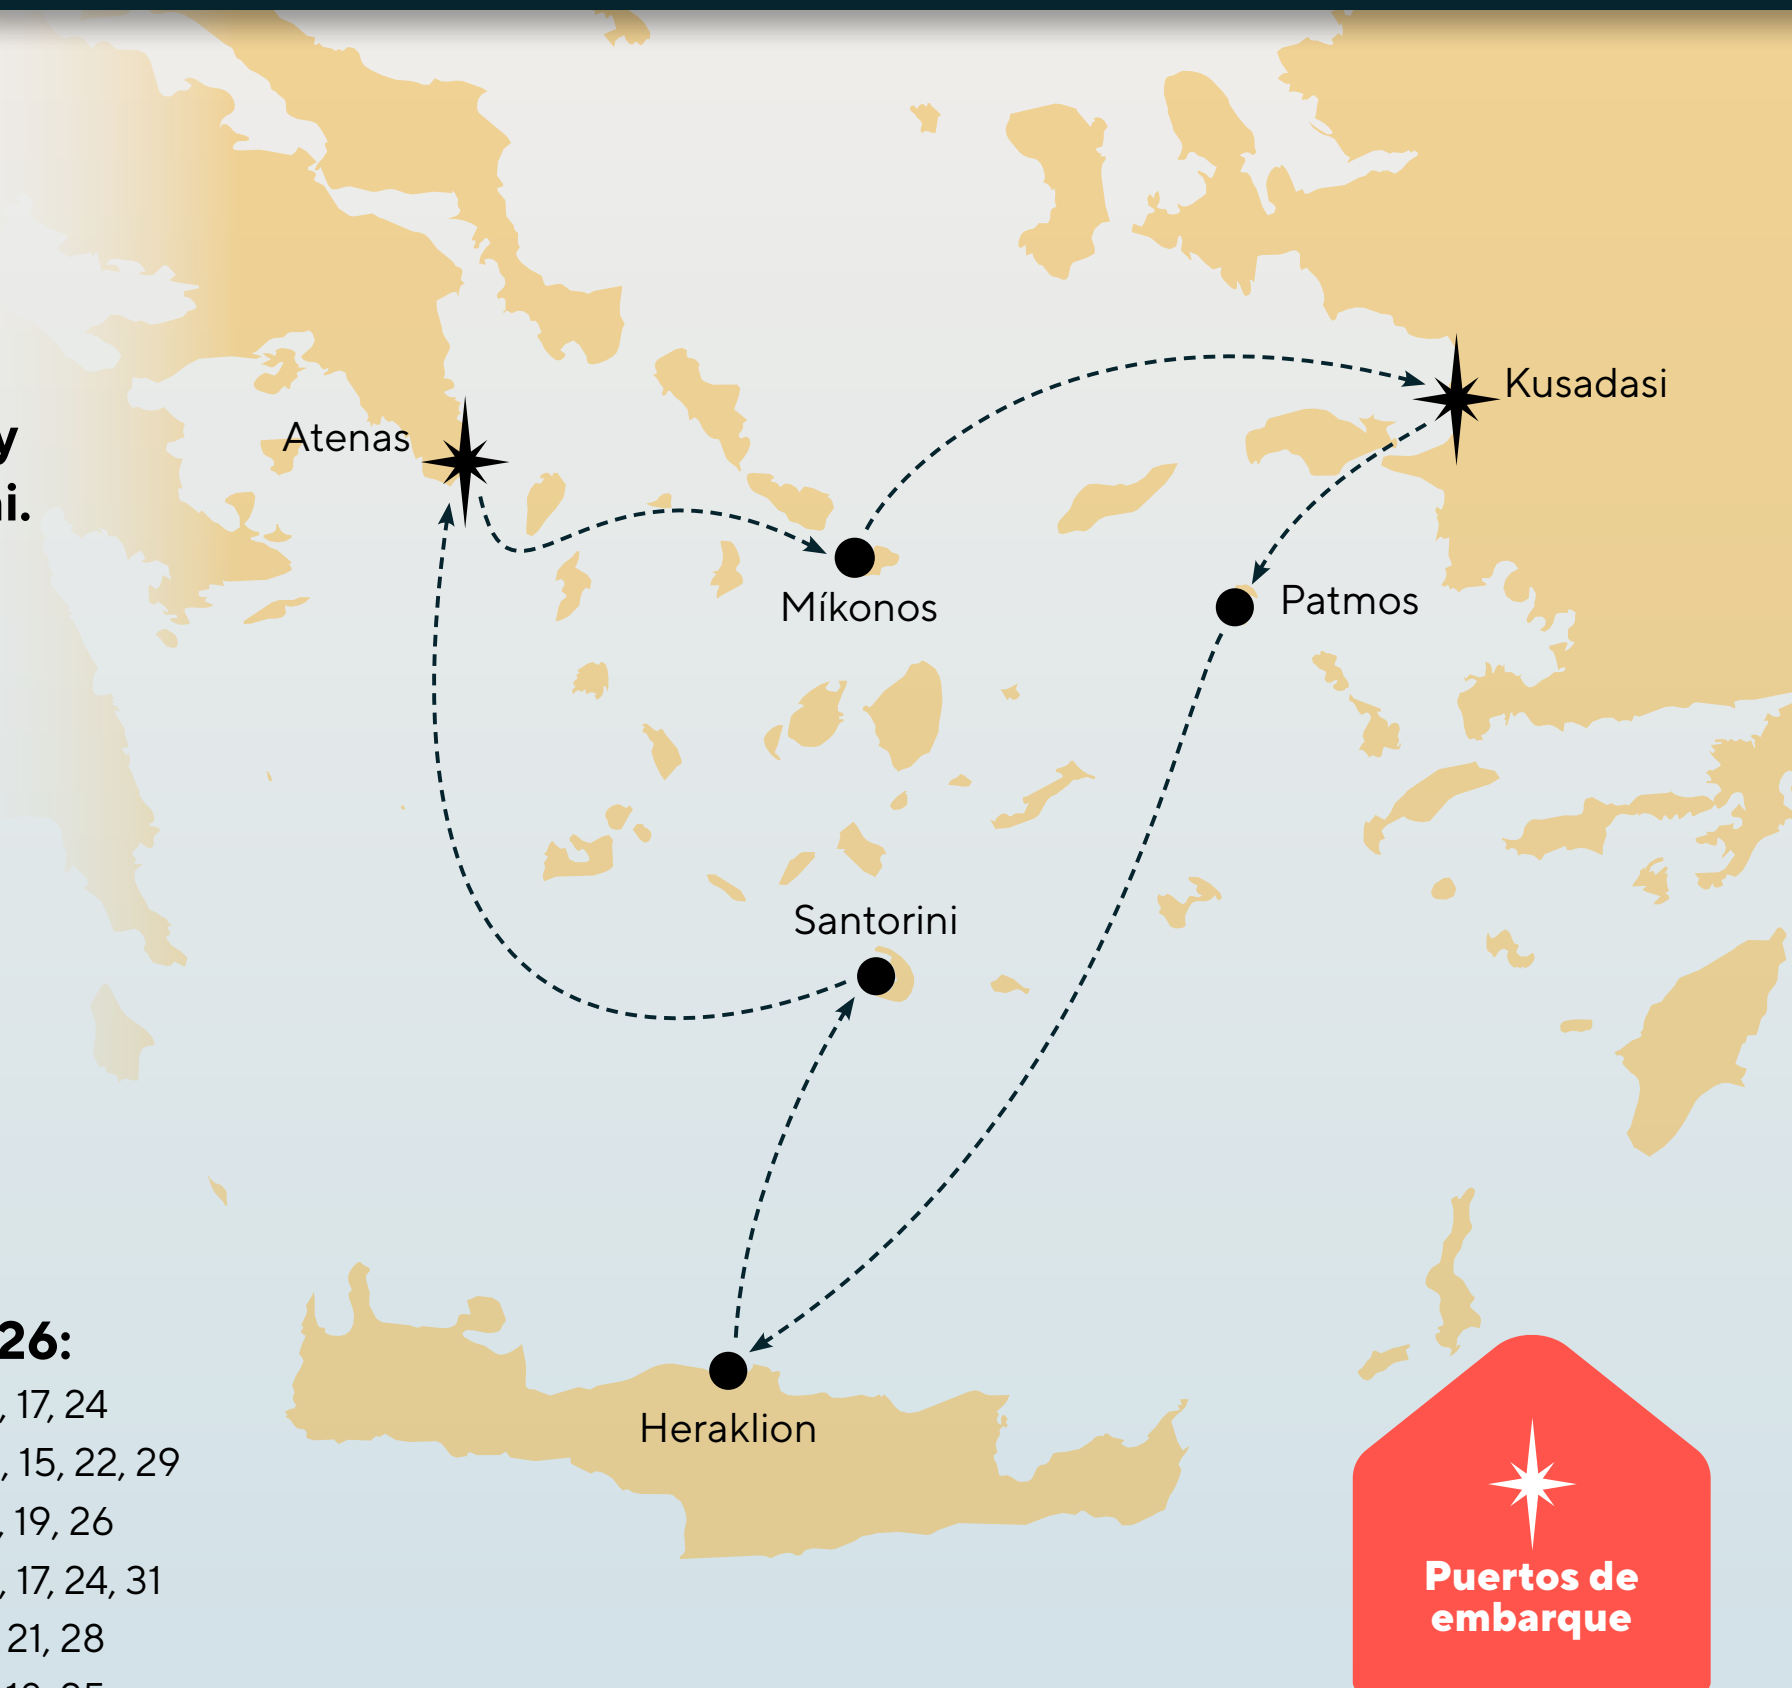 y
i.
Atenas
Kusadasi
Míkonos
Patmos
Santorini
Heraklion
26:
, 17, 24
, 15, 22, 29
, 19, 26
, 17, 24, 31
21, 28
Puertos de
embarque